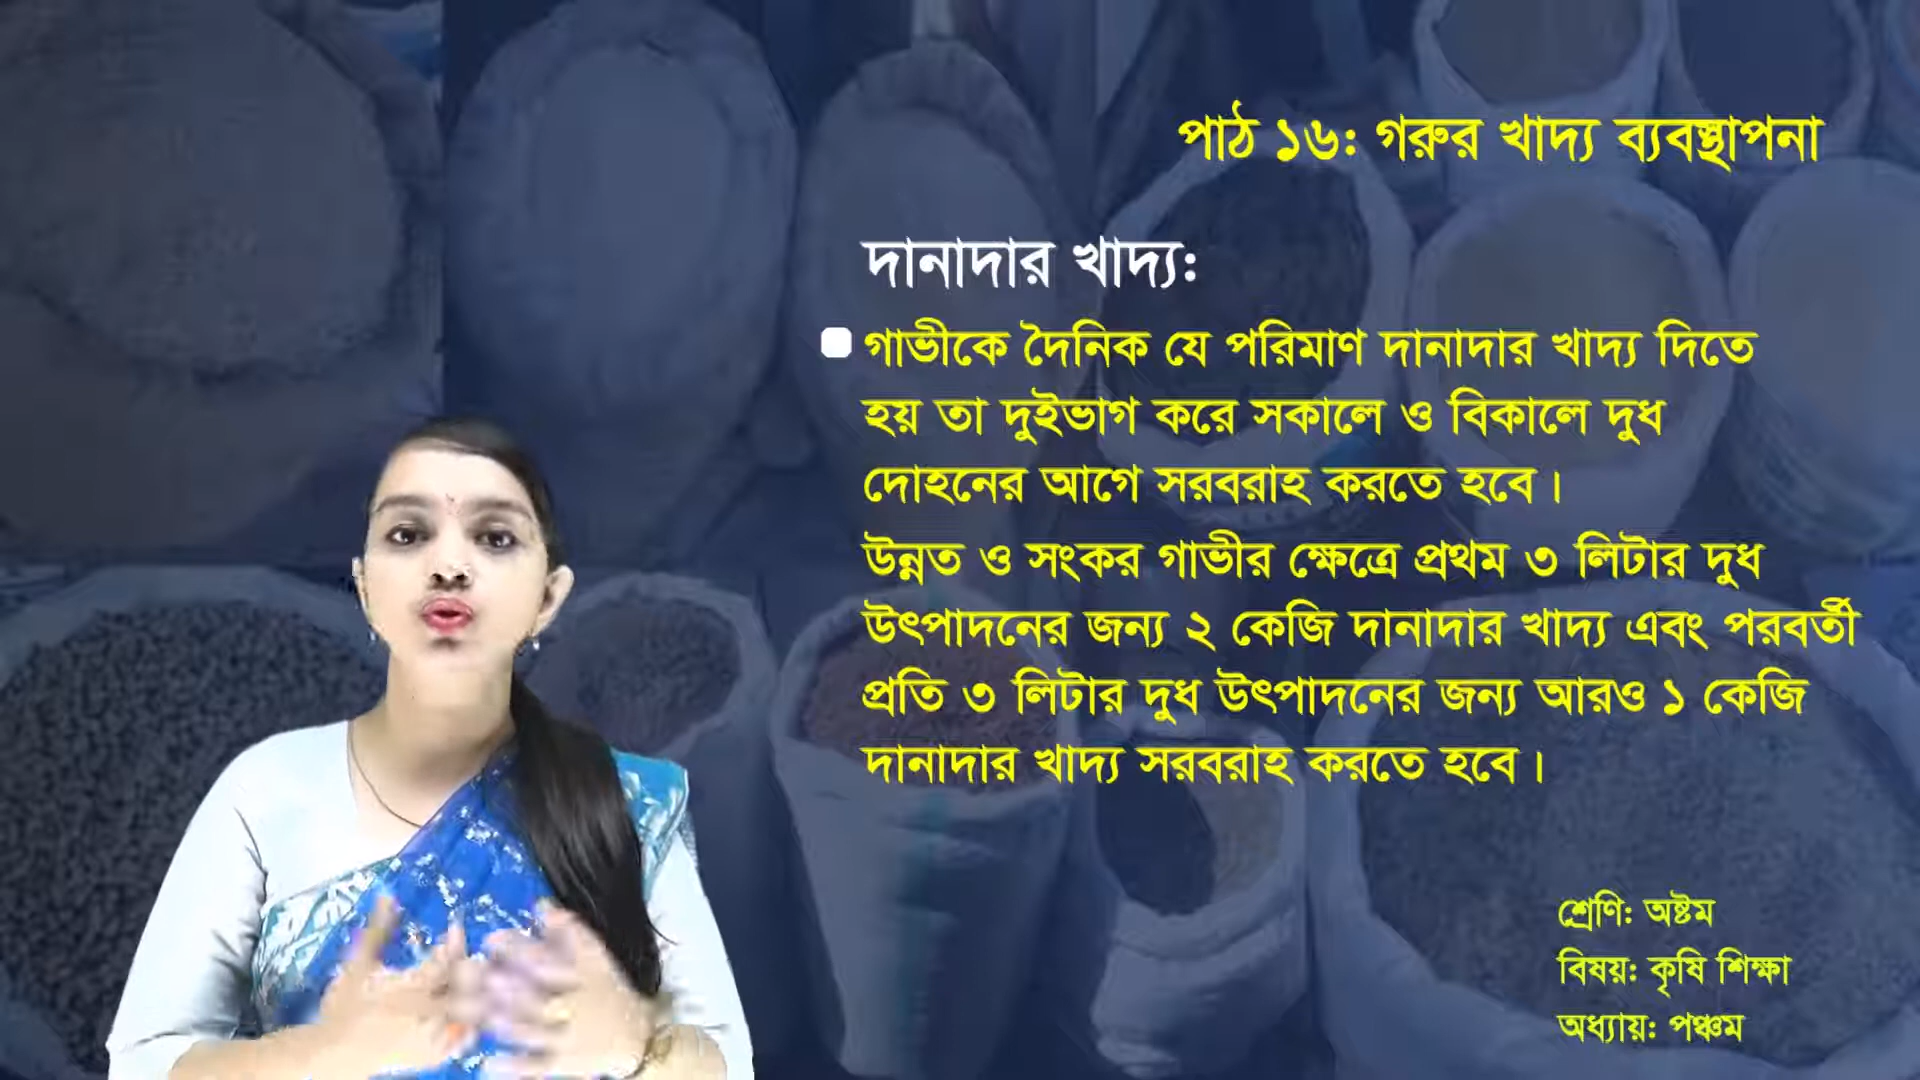 পাঠ ১৬: গরুর খাদ্য ব্যবস্থাপনা
দানাদার খাদ্য:
গাভীকে দৈনিক যে পরিমাণ দানাদার খাদ্য দিতে
হয় তা দুইভাগ করে সকালে ও বিকালে দুধ
দোহনের আগে সরবরাহ করতে হবে।
উন্নত ও সংকর গাভীর ক্ষেত্রে প্রথম ৩ লিটার দুধ
উৎপাদনের জন্য ২ কেজি দানাদার খাদ্য এবং পরবর্তী
প্রতি ৩ লিটার দুধ উৎপাদনের জন্য আরও ১ কেজি
দানাদার খাদ্য সরবরাহ করতে হবে।
শ্রেণি: অষ্টম
বিষয়: কৃষি শিক্ষা
অধ্যায়: পঞ্চম